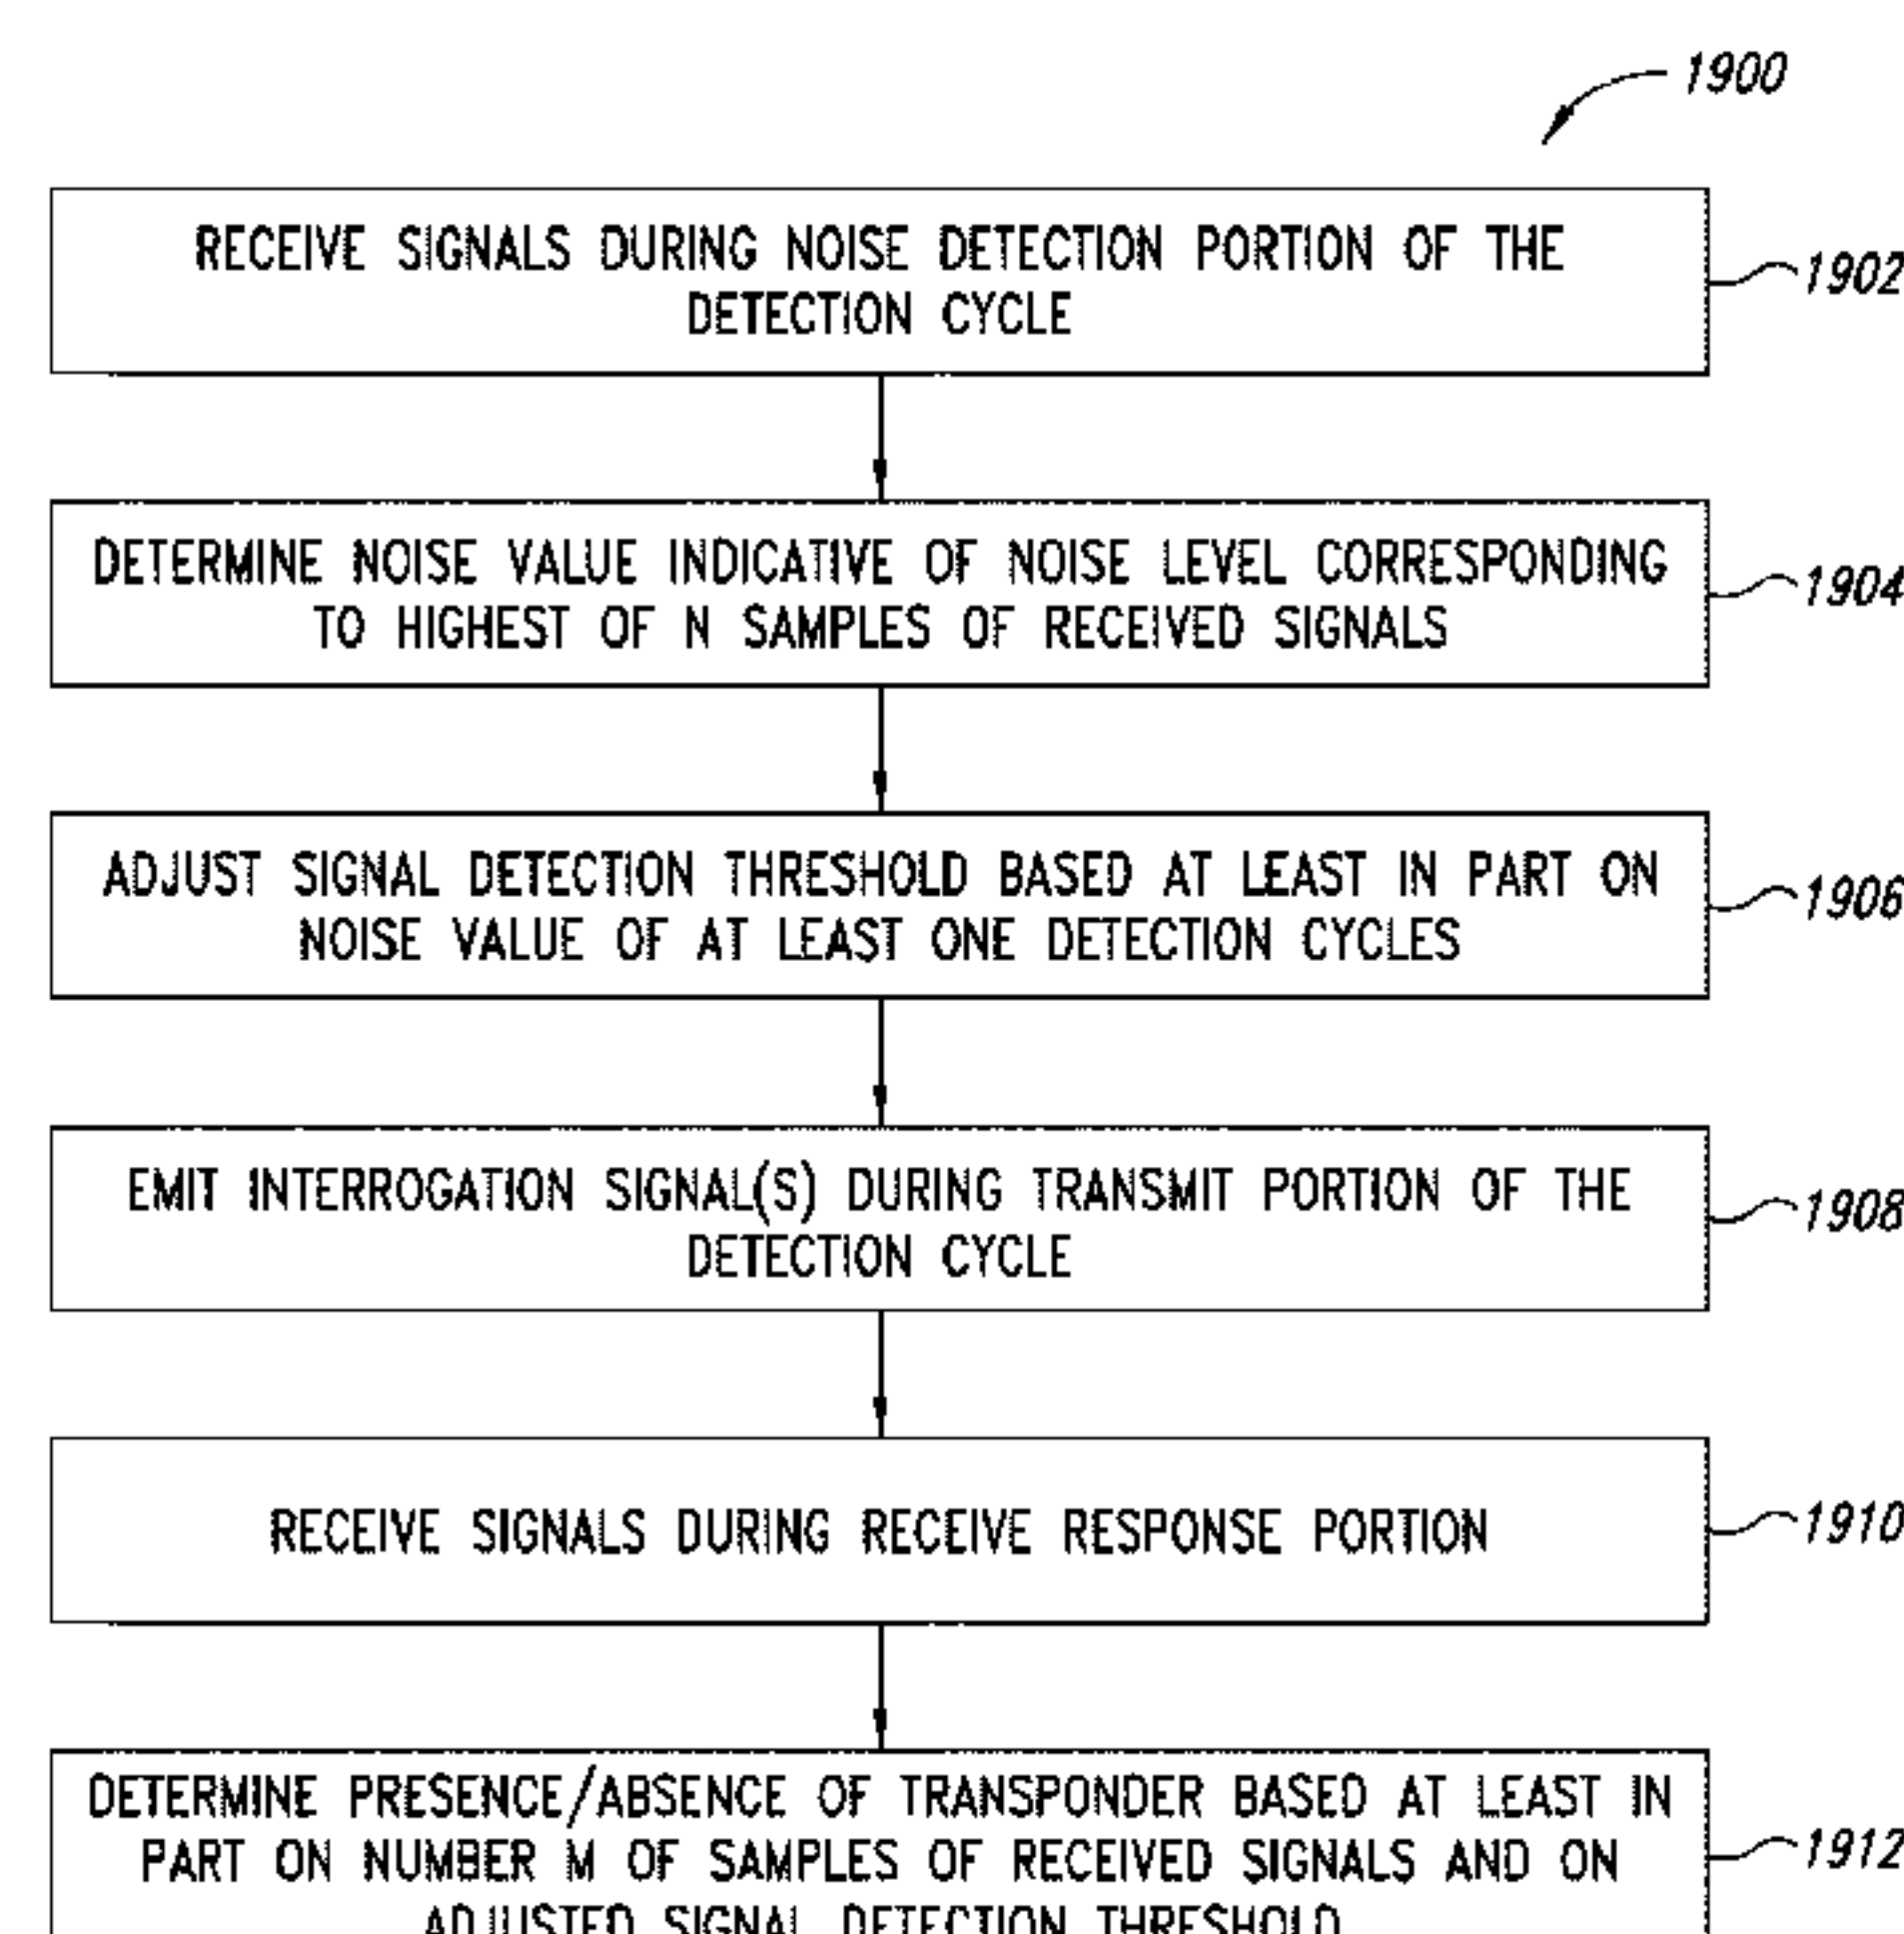 1900
RECEIVE SIGNALS DURING NOISE DETECTION PORTION OF THE
DETECTION CYCLE
1902
DETERMINE NOISE VALUE INDICATIVE OF NOISE LEVEL CORRESPONDING
TO HIGHEST OF N SAMPLES OF RECEIVED SIGNALS
1904
ADJUST SIGNAL DETECTION THRESHOLD BASED AT LEAST IN PART ON
NOISE VALUE OF AT LEAST ONE DETECTION CYCLES
1906
EMIT INTERROGATION SIGNAL(S) DURING TRANSMIT PORTION OF THE
DETECTION CYCLE
1908
RECEIVE SIGNALS DURING RECEIVE RESPONSE PORTION
1910
DETERMINE PRESENCE/ABSENCE OF TRANSPONDER BASED AT LEAST IN
PART ON NUMBER M OF SAMPLES OF RECEIVED SIGNALS AND ON
ADJUSTED SIGNAL DETECTION THRESHOLD
1912